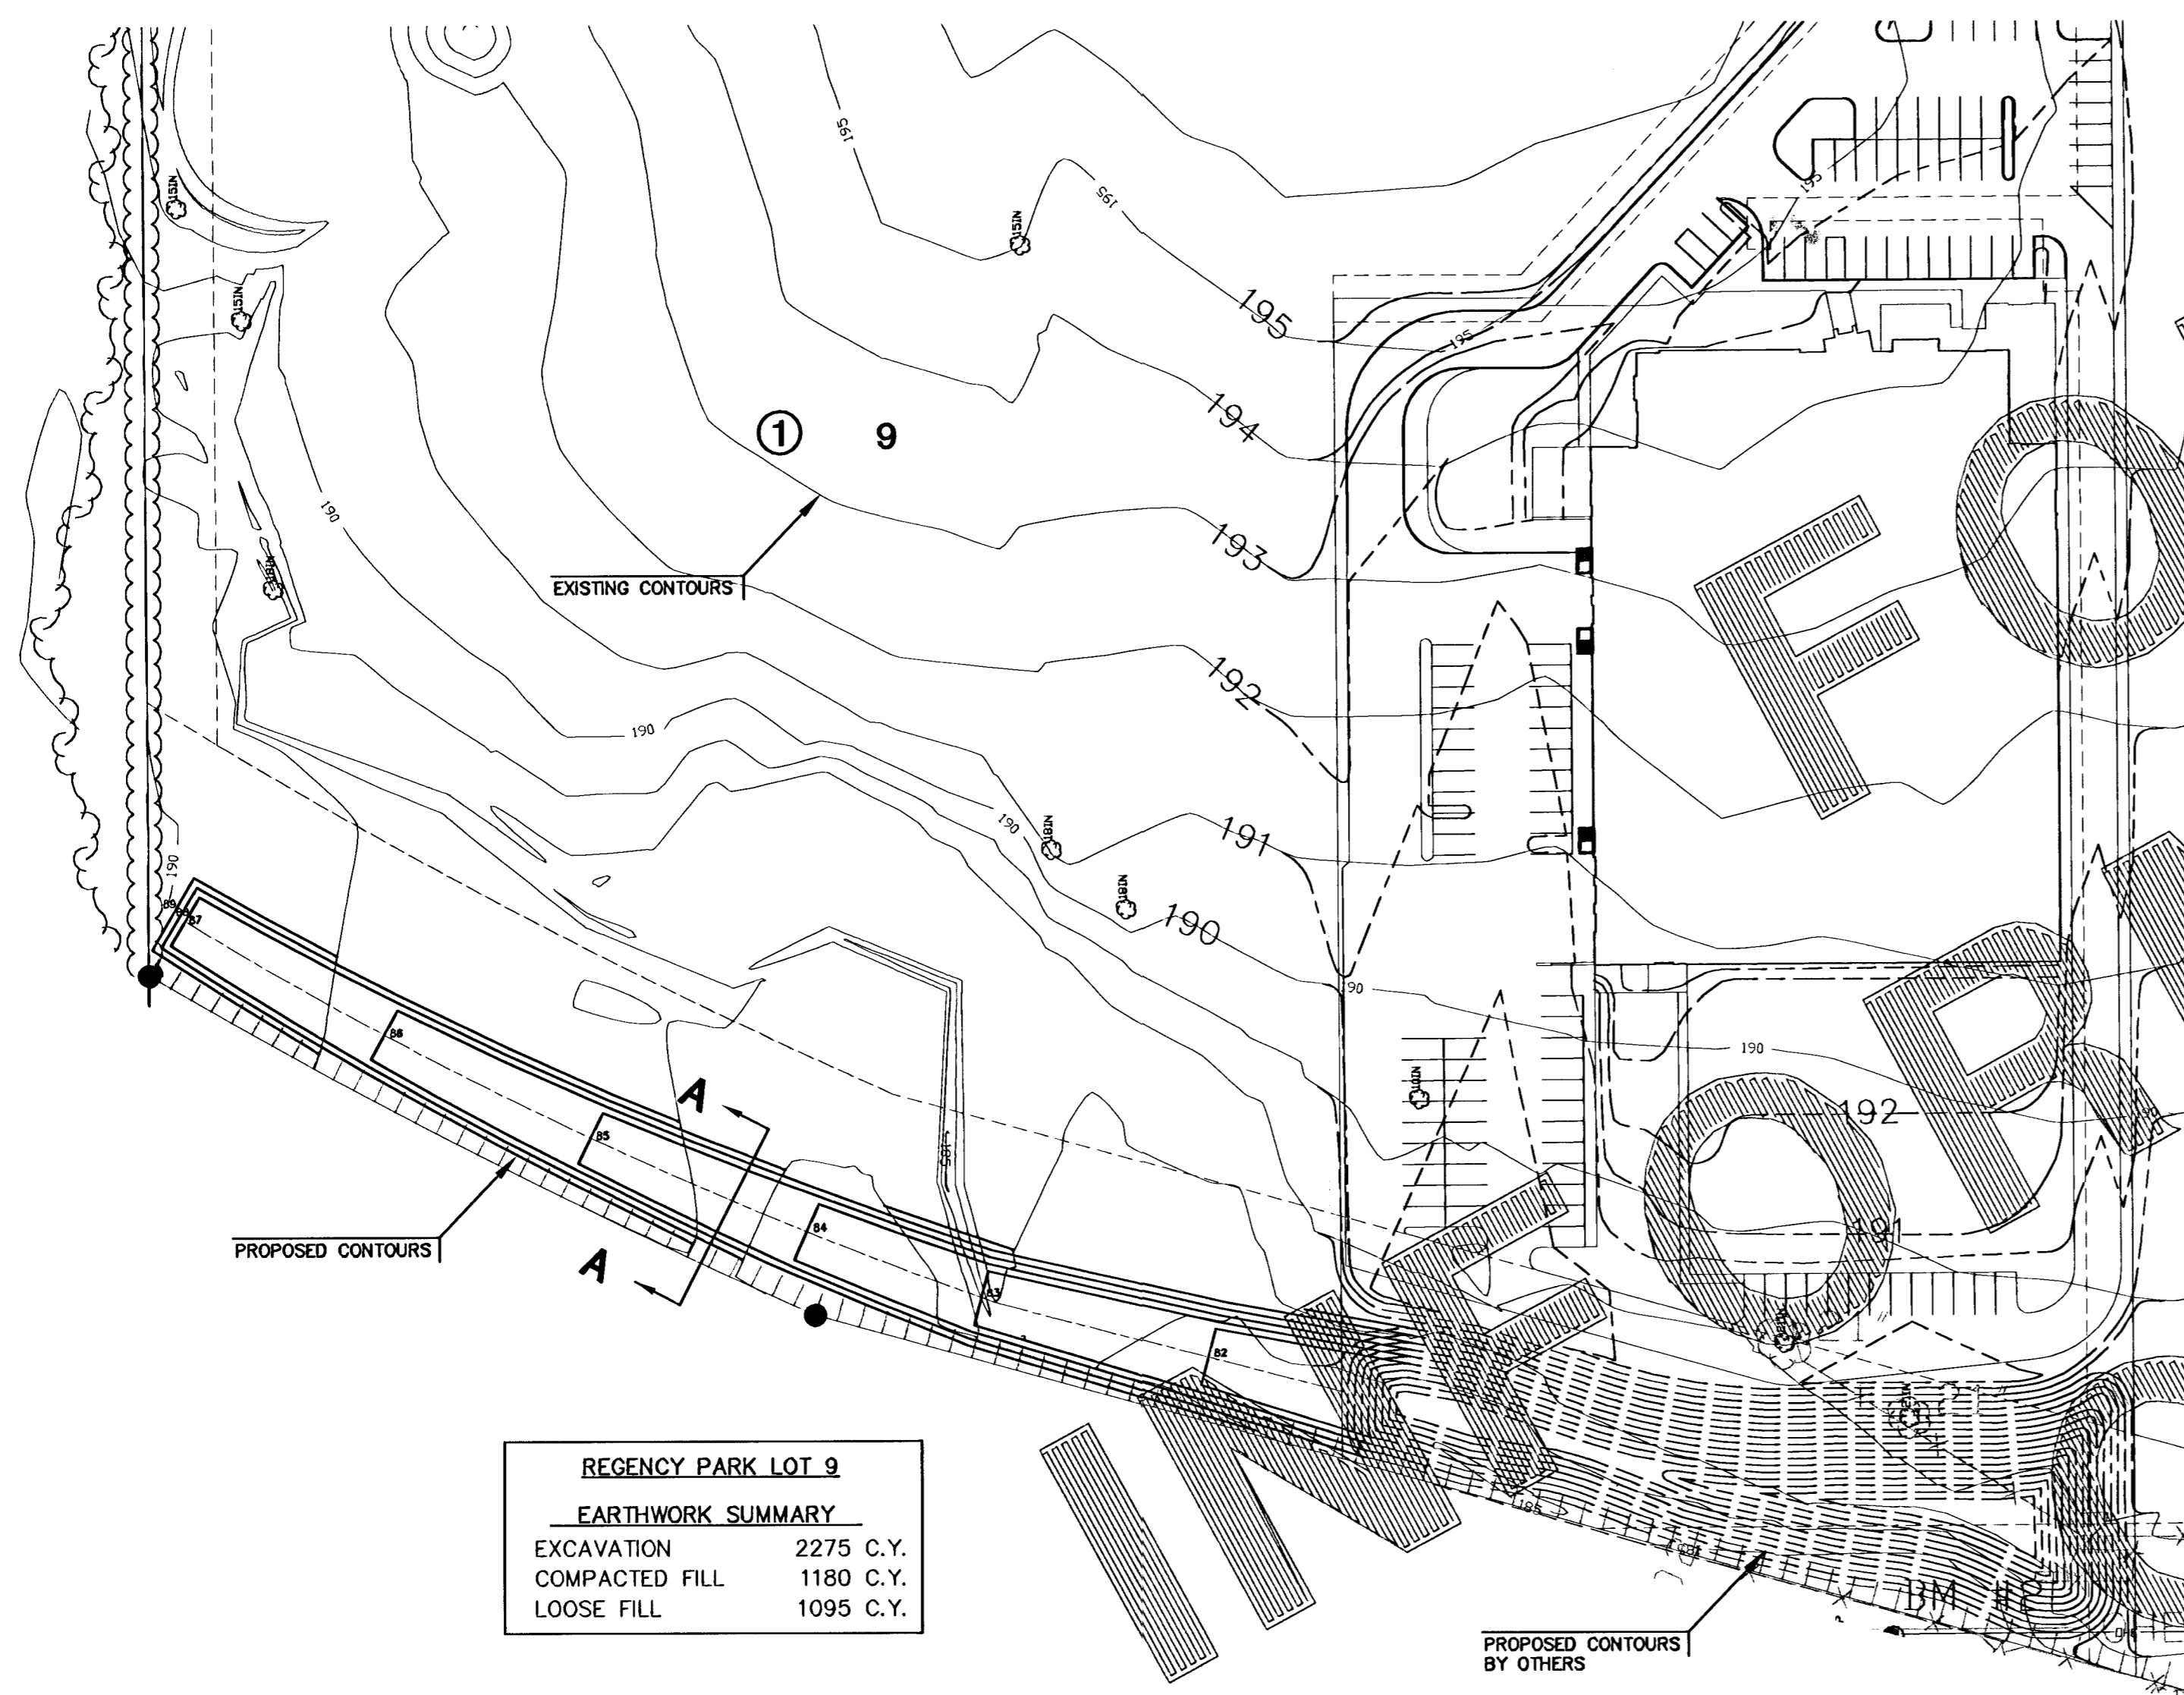 195
195
195
15IN
15IN
15IN
195
195
194
① 9
190
193
EXISTING CONTOURS
18IN
192
190
190
18IN
191
18IN
190
190
190
89
87
86
190
10IN
192
A
85
185
191
84
PROPOSED CONTOURS
A
83
82
REGENCY PARK LOT 9
EARTHWORK SUMMARY
EXCAVATION 2275 C.Y.
COMPACTED FILL 1180 C.Y.
LOOSE FILL 1095 C.Y.
185
185
BM #2
PROPOSED CONTOURS
BY OTHERS